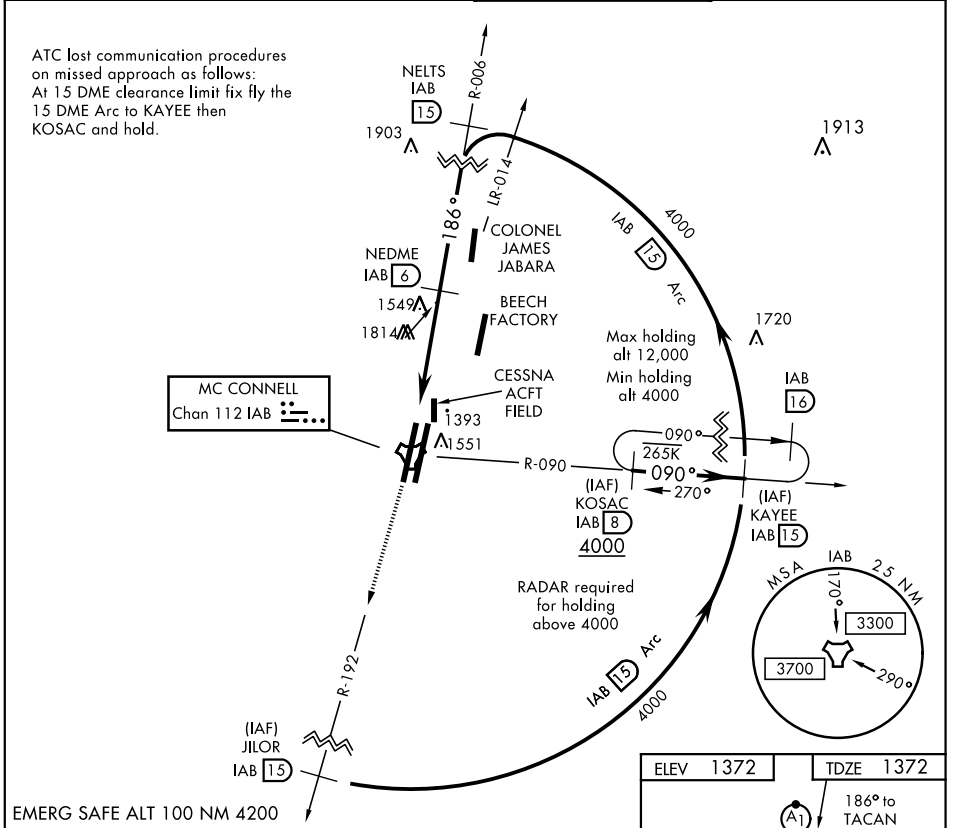 ATC lost communication procedures
on missed approach as follows:
At 15 DME clearance limit fix fly the
15 DME Arc to KAYEE then
KOSAC and hold.
NELTS
IAB
15
R-006
1903
LR-014
1913
186°
COLONEL
JAMES
JABARA
4000
IAB 15 Arc
NEDME
IAB 6
1549
1814
BEECH
FACTORY
1720
Max holding
alt 12,000
Min holding
alt 4000
IAB
16
MC CONNELL
Chan 112 IAB
CESSNA
ACFT
FIELD
1393
1551
090°
265K
R-090
090°
270°
(IAF)
KOSAC
IAB 8
4000
(IAF)
KAYEE
IAB 15
RADAR required
for holding
above 4000
MSA IAB 25 NM
170°
3300
3700
290°
IAB 15 Arc
4000
R-192
(IAF)
JILOR
IAB 15
EMERG SAFE ALT 100 NM 4200
ELEV 1372
TDZE 1372
A1
186° to
TACAN